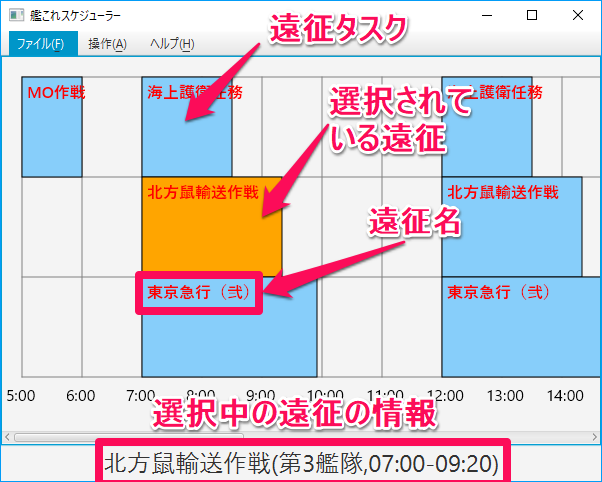 艦これスケジューラー
ファイル(F) 操作(A) ヘルプ(H)
遠征タスク
MO作戦 海上護衛任務 海上護衛任務
選択されて
いる遠征
北方鼠輸送作戦 北方鼠輸送作戦
遠征名
東京急行（弐） 東京急行（弐）
5:00 6:00 7:00 8:00 9:00 10:00 11:00 12:00 13:00 14:00
選択中の遠征の情報
北方鼠輸送作戦(第3艦隊,07:00-09:20)